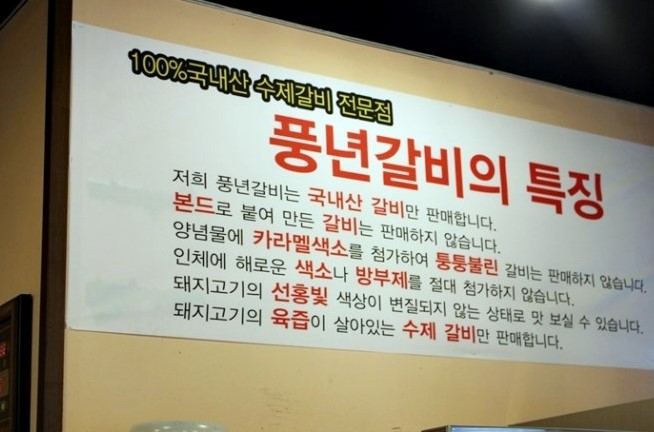 100%국내산 수제갈비 전문점
풍년갈비의 특징
저희 풍년갈비는 국내산 갈비만 판매합니다.
본드로 붙여 만든 갈비는 판매하지 않습니다.
양념물에 카라멜색소를 첨가하여 퉁퉁불린 갈비는 판매하지 않습니다.
인체에 해로운 색소나 방부제를 절대 첨가하지 않습니다.
돼지고기의 선홍빛 색상이 변질되지 않는 상태로 맛 보실 수 있습니다.
돼지고기의 육즙이 살아있는 수제 갈비만 판매합니다.